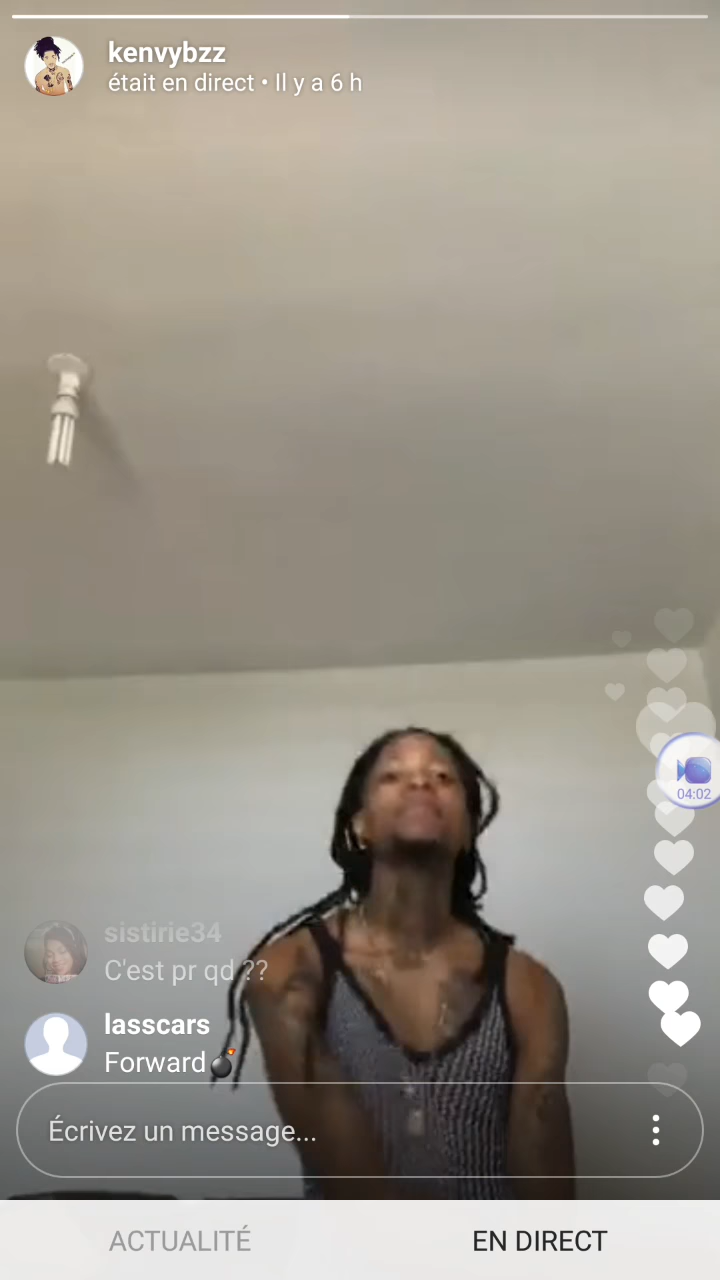 kenvybzz
était en direct • Il y a 6 h
04:02
sistirie34
C'est pr qd ??
lasscars
Forward💣
Écrivez un message...
ACTUALITÉ
EN DIRECT